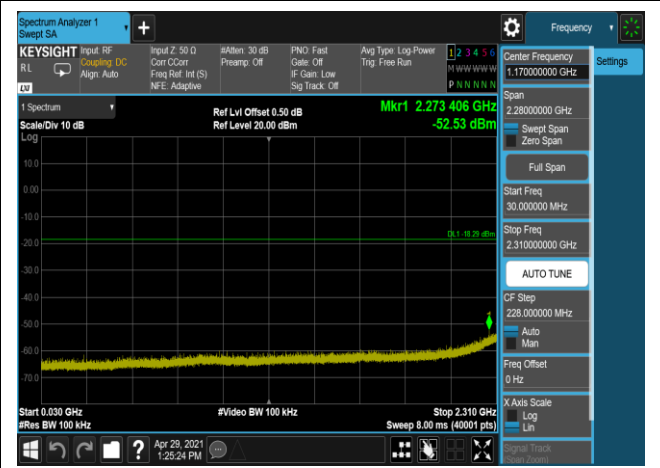 Spectrum Analyzer 1
Swept SA
Frequency
KEYSIGHT
RL
LXI
Input: RF
Coupling: DC
Align: Auto
Input Z: 50 Ω
Corr CCorr
Freq Ref: Int (S)
NFE: Adaptive
#Atten: 30 dB
Preamp: Off
PNO: Fast
Gate: Off
IF Gain: Low
Sig Track: Off
Avg Type: Log-Power
Trig: Free Run
1 2 3 4 5 6
M W W W W W
P N N N N N
Center Frequency
1.170000000 GHz
Settings
1 Spectrum
Scale/Div 10 dB
Log
Ref Lvl Offset 0.50 dB
Ref Level 20.00 dBm
Mkr1 2.273 406 GHz
-52.53 dBm
Span
2.28000000 GHz
Swept Span
Zero Span
Full Span
Start Freq
30.000000 MHz
Stop Freq
2.310000000 GHz
AUTO TUNE
CF Step
228.000000 MHz
Auto
Man
Freq Offset
0 Hz
X Axis Scale
Log
Lin
Signal Track
(Span Zoom)
10.0
0.00
-10.0
-20.0
-30.0
-40.0
-50.0
-60.0
-70.0
DL1 -18.29 dBm
1
Start 0.030 GHz
#Res BW 100 kHz
#Video BW 100 kHz
Stop 2.310 GHz
Sweep 8.00 ms (40001 pts)
?
Apr 29, 2021
1:25:24 PM